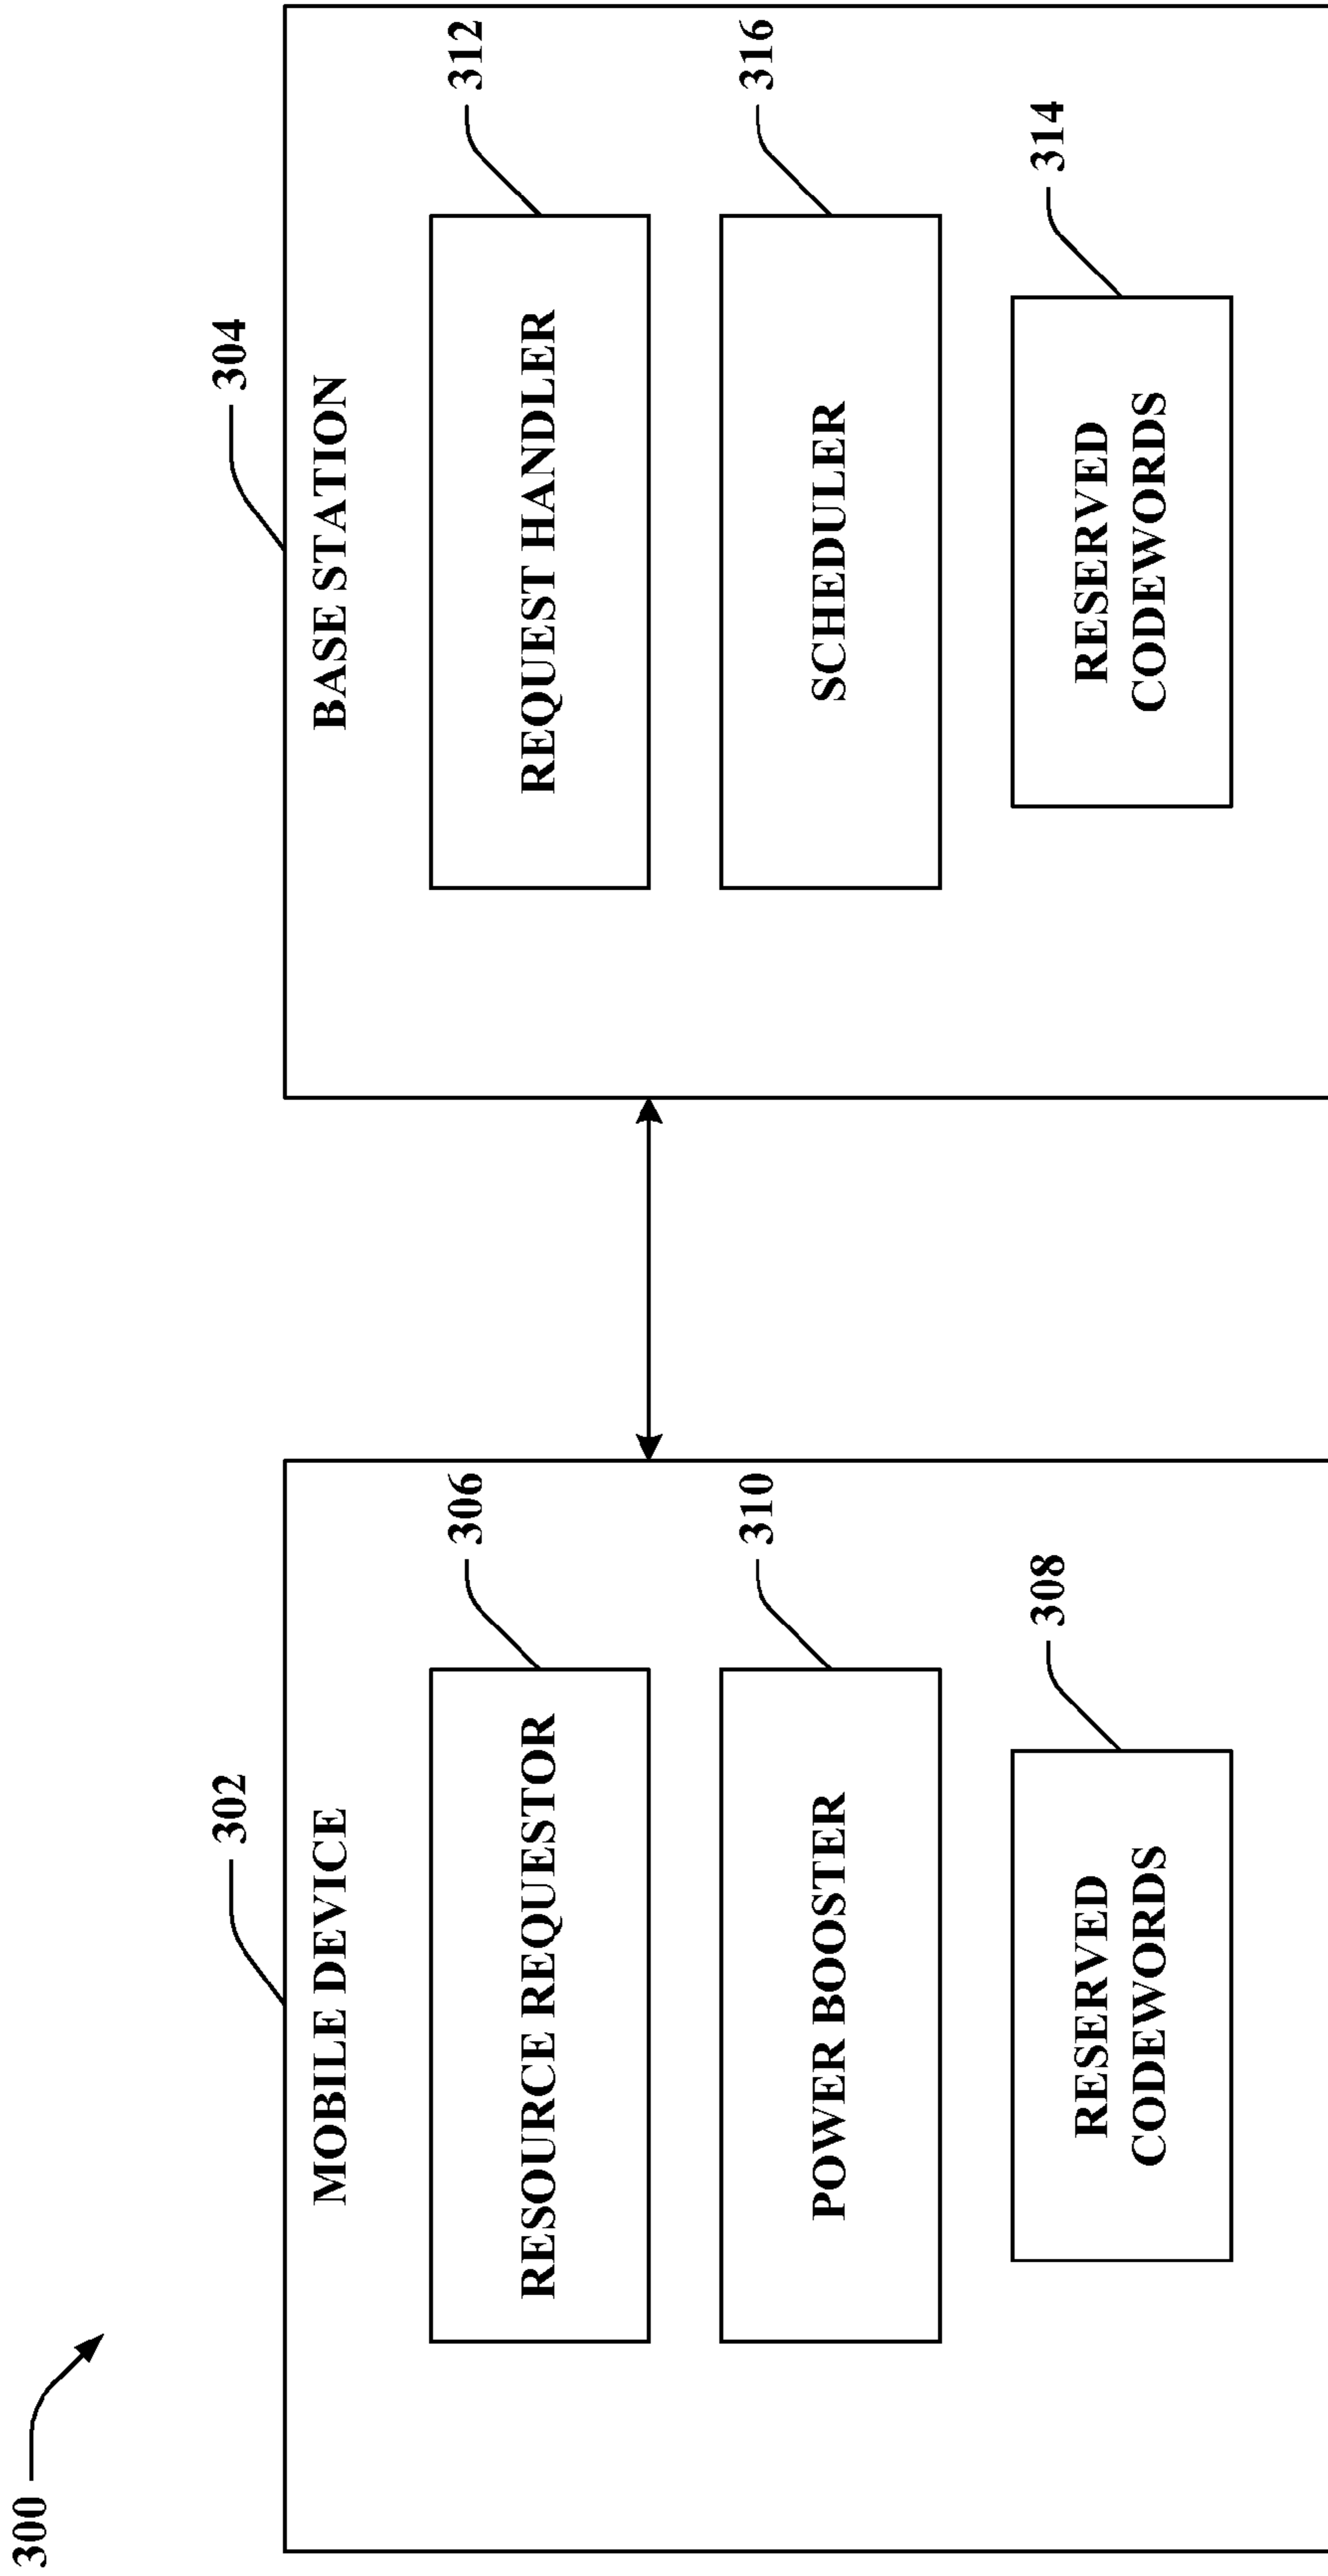 300
302
MOBILE DEVICE
306
RESOURCE REQUESTOR
310
POWER BOOSTER
308
RESERVED
CODEWORDS
304
BASE STATION
312
REQUEST HANDLER
316
SCHEDULER
314
RESERVED
CODEWORDS